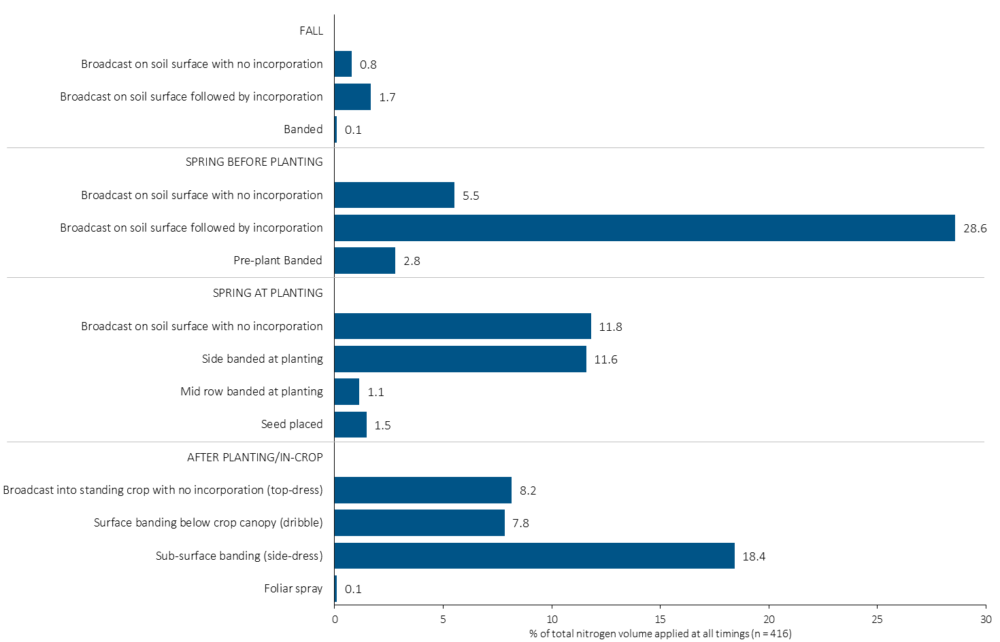 FALL
Broadcast on soil surface with no incorporation 0.8
Broadcast on soil surface followed by incorporation 1.7
Banded 0.1
SPRING BEFORE PLANTING
Broadcast on soil surface with no incorporation 5.5
Broadcast on soil surface followed by incorporation 28.6
Pre-plant Banded 2.8
SPRING AT PLANTING
Broadcast on soil surface with no incorporation 11.8
Side banded at planting 11.6
Mid row banded at planting 1.1
Seed placed 1.5
AFTER PLANTING/IN-CROP
Broadcast into standing crop with no incorporation (top-dress) 8.2
Surface banding below crop canopy (dribble) 7.8
Sub-surface banding (side-dress) 18.4
Foliar spray 0.1
0 5 10 15 20 25 30
% of total nitrogen volume applied at all timings (n = 416)